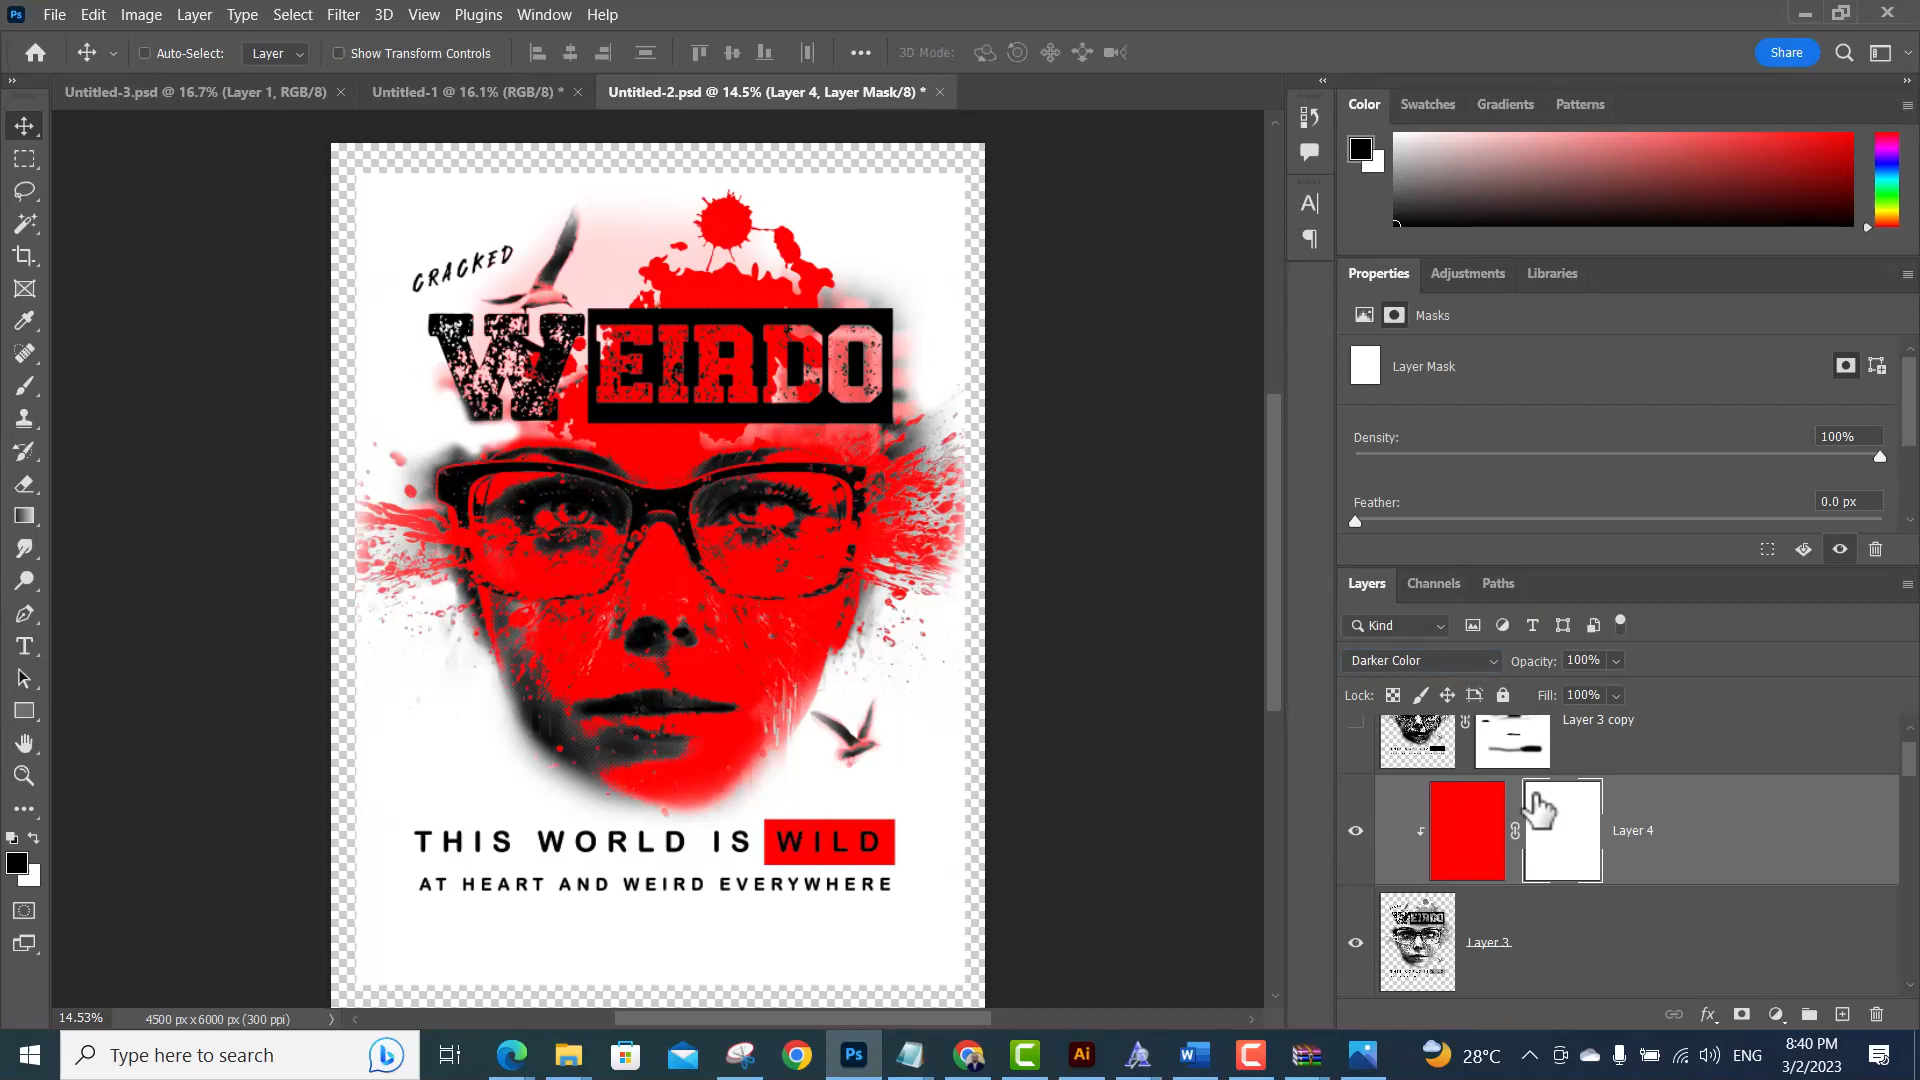 Ps File Edit Image Layer Type Select Filter 3D View Plugins Window Help
Auto-Select: Layer Show Transform Controls 3D Mode: Share
Untitled-3.psd @ 16.7% (Layer 1, RGB/8) × Untitled-1 @ 16.1% (RGB/8) * × Untitled-2.psd @ 14.5% (Layer 4, Layer Mask/8) * ×
Color Swatches Gradients Patterns
Properties Adjustments Libraries
Masks
Layer Mask
Density: 100%
Feather: 0.0 px
Layers Channels Paths
Kind
Darker Color Opacity: 100%
Lock: Fill: 100%
Layer 3 copy
Layer 4
Layer 3
CRACKED
WEIRDO
THIS WORLD IS WILD
AT HEART AND WEIRD EVERYWHERE
14.53% 4500 px x 6000 px (300 ppi)
Type here to search
Ps Ai 28°C ENG
8:40 PM
3/2/2023